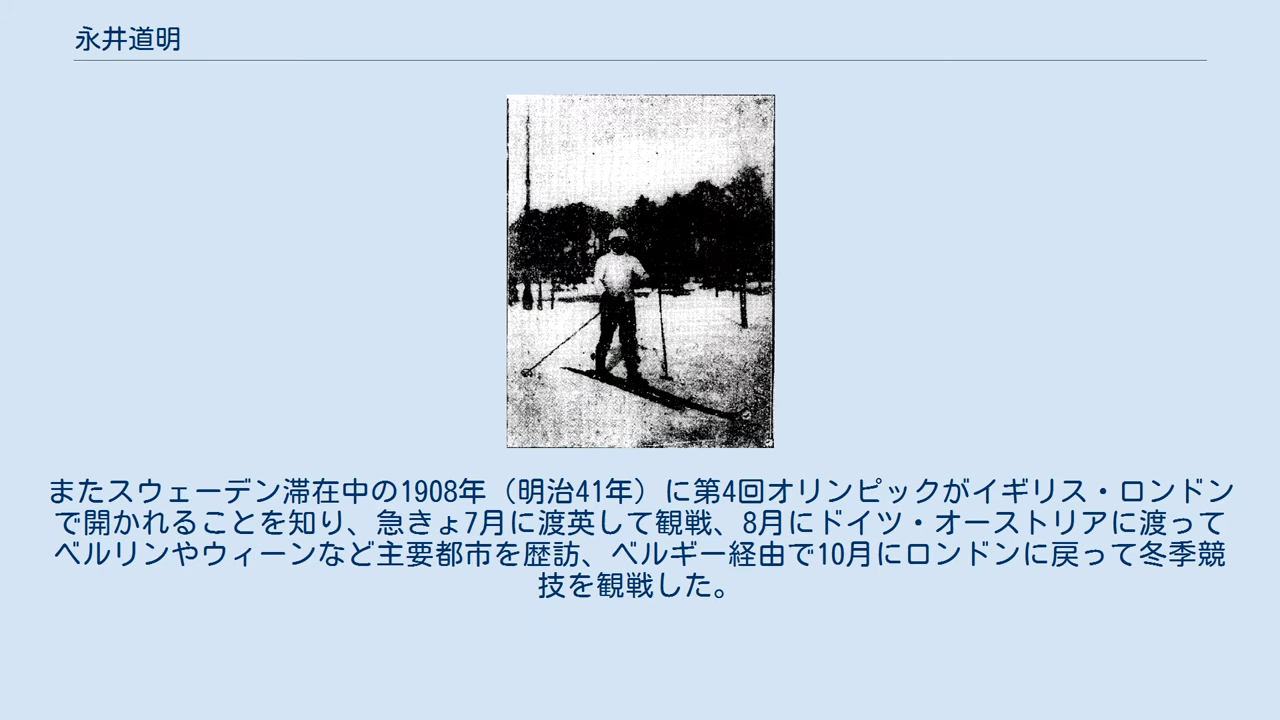 永井道明
またスウェーデン滞在中の1908年（明治41年）に第4回オリンピックがイギリス・ロンドン
で開かれることを知り、急きょ7月に渡英して観戦、8月にドイツ・オーストリアに渡って
ベルリンやウィーンなど主要都市を歴訪、ベルギー経由で10月にロンドンに戻って冬季競
技を観戦した。